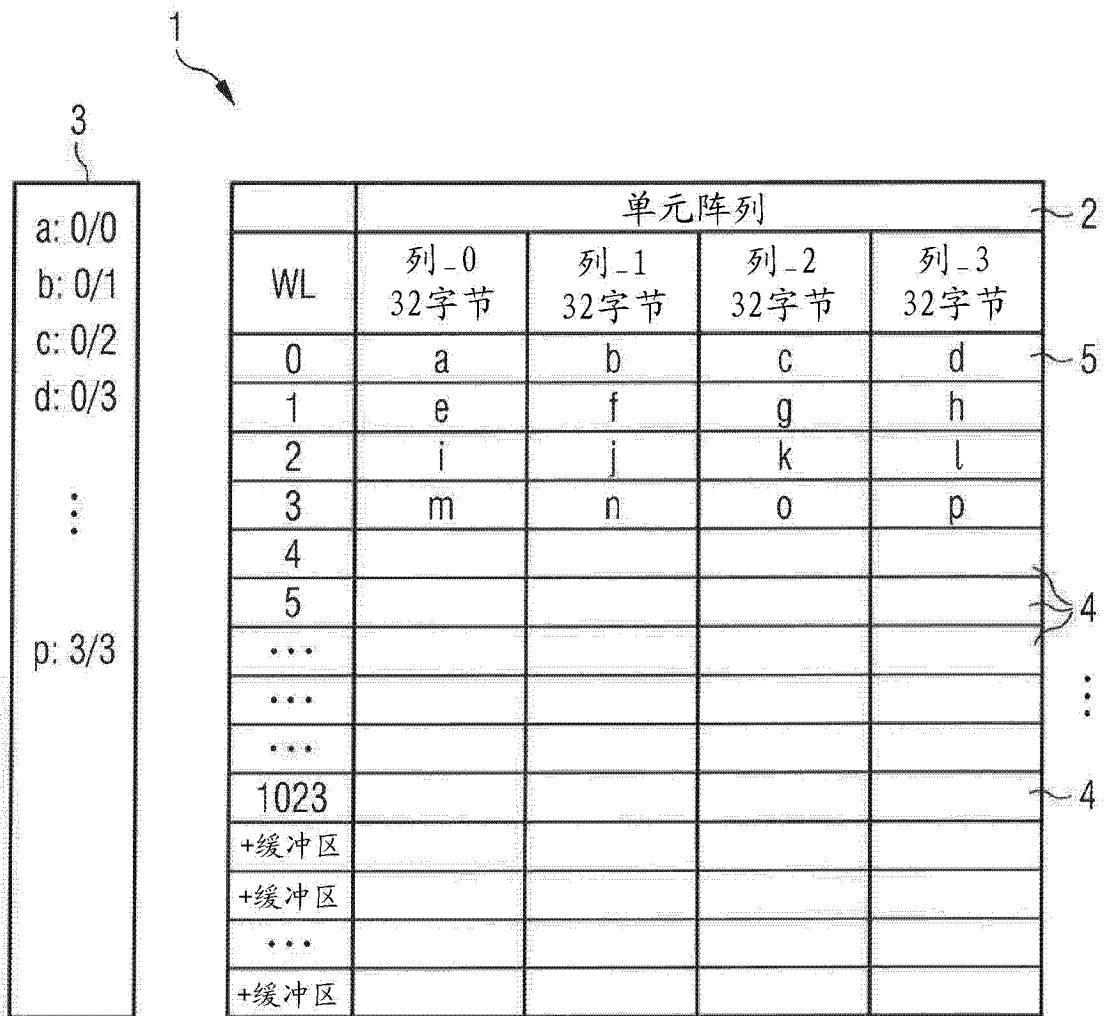 1
3
a: 0/0
b: 0/1
c: 0/2
d: 0/3
⋮
p: 3/3
单元阵列
2
WL
列_0
32字节
列_1
32字节
列_2
32字节
列_3
32字节
0 a b c d
5
1 e f g h
2 i j k l
3 m n o p
4
5
4
...
...
⋮
...
1023
4
+缓冲区
+缓冲区
...
+缓冲区